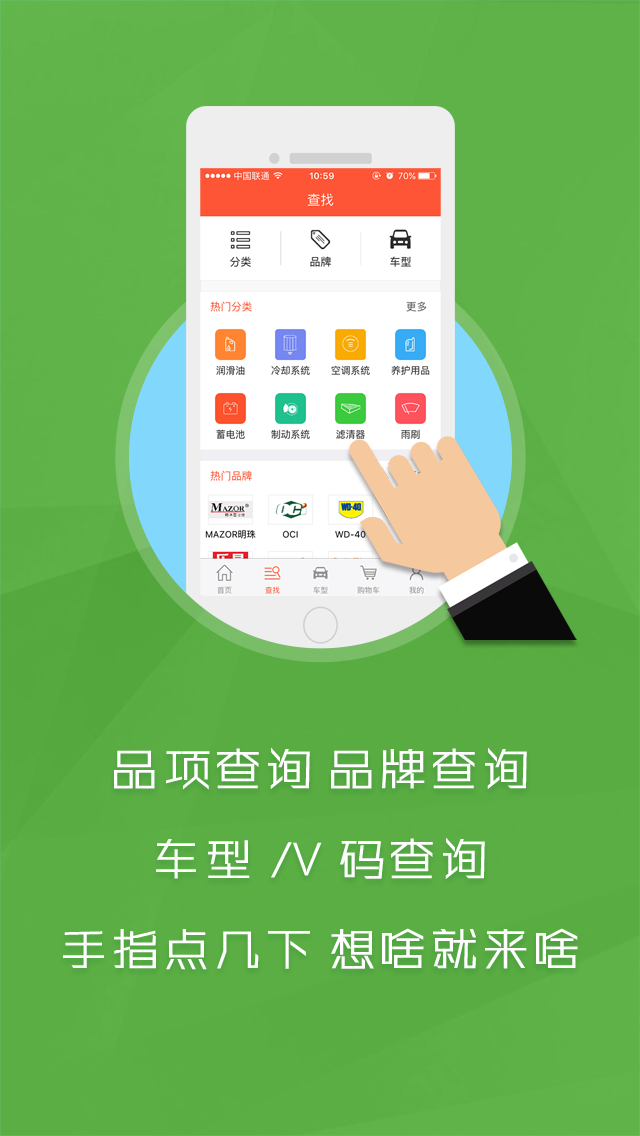 中国联通 10:59 70%
查找
分类 品牌 车型
热门分类 更多
润滑油 冷却系统 空调系统 养护用品
蓄电池 制动系统 滤清器 雨刷
热门品牌
MAZOR® OCI WD-40
MAZOR明珠 OCI WD-40
首页 查找 车型 购物车 我的
品项查询 品牌查询
车型 /V 码查询
手指点几下 想啥就来啥